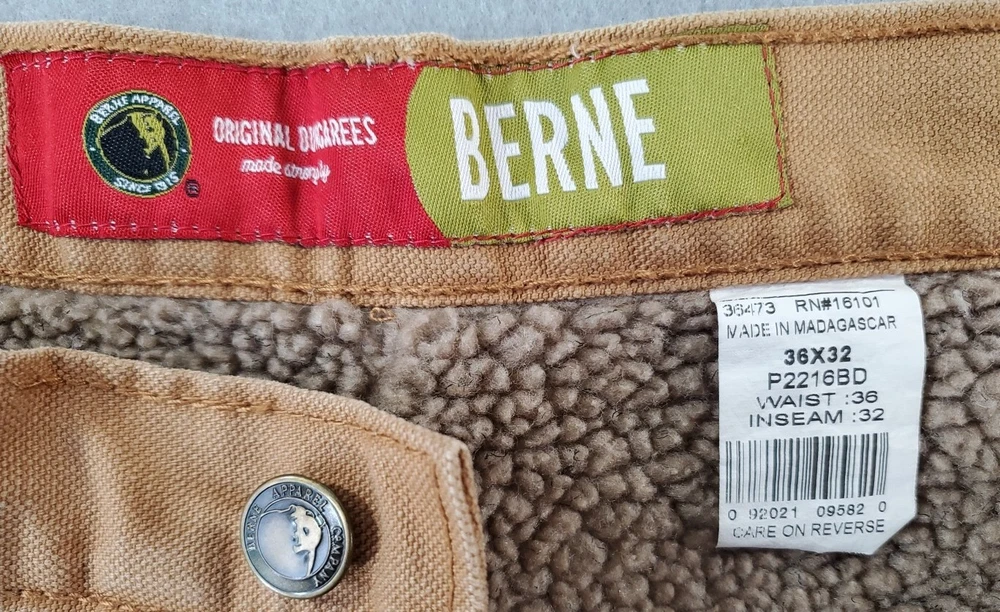 BERNE APPAREL
SINCE 1915
®
ORIGINAL DUNGAREES
made strongly
BERNE
36473 RN#16101
MADE IN MADAGASCAR
36X32
P2216BD
WAIST :36
INSEAM :32
0 92021 09582 0
CARE ON REVERSE
BERNE APPAREL COMPANY